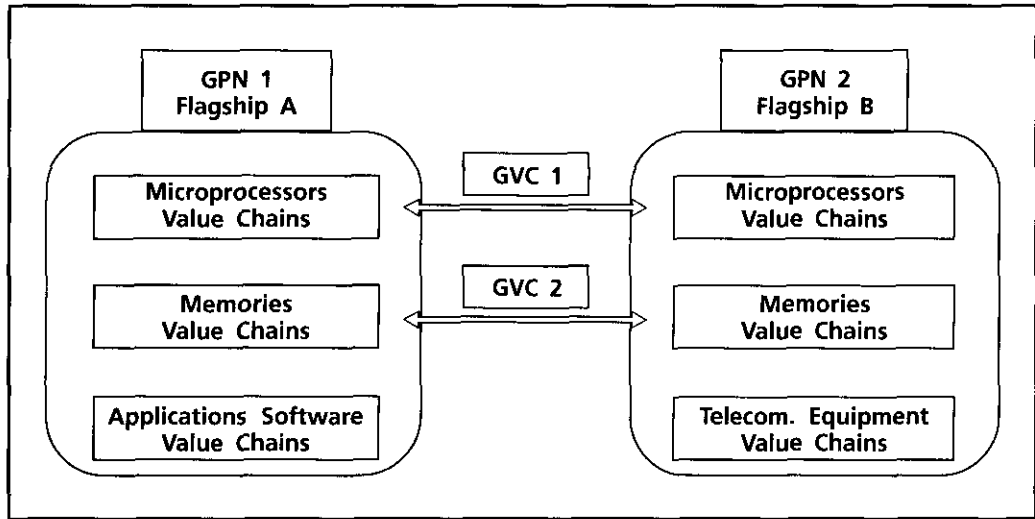 GPN 1
Flagship A
GPN 2
Flagship B
GVC 1
Microprocessors
Value Chains
Microprocessors
Value Chains
GVC 2
Memories
Value Chains
Memories
Value Chains
Applications Software
Value Chains
Telecom. Equipment
Value Chains